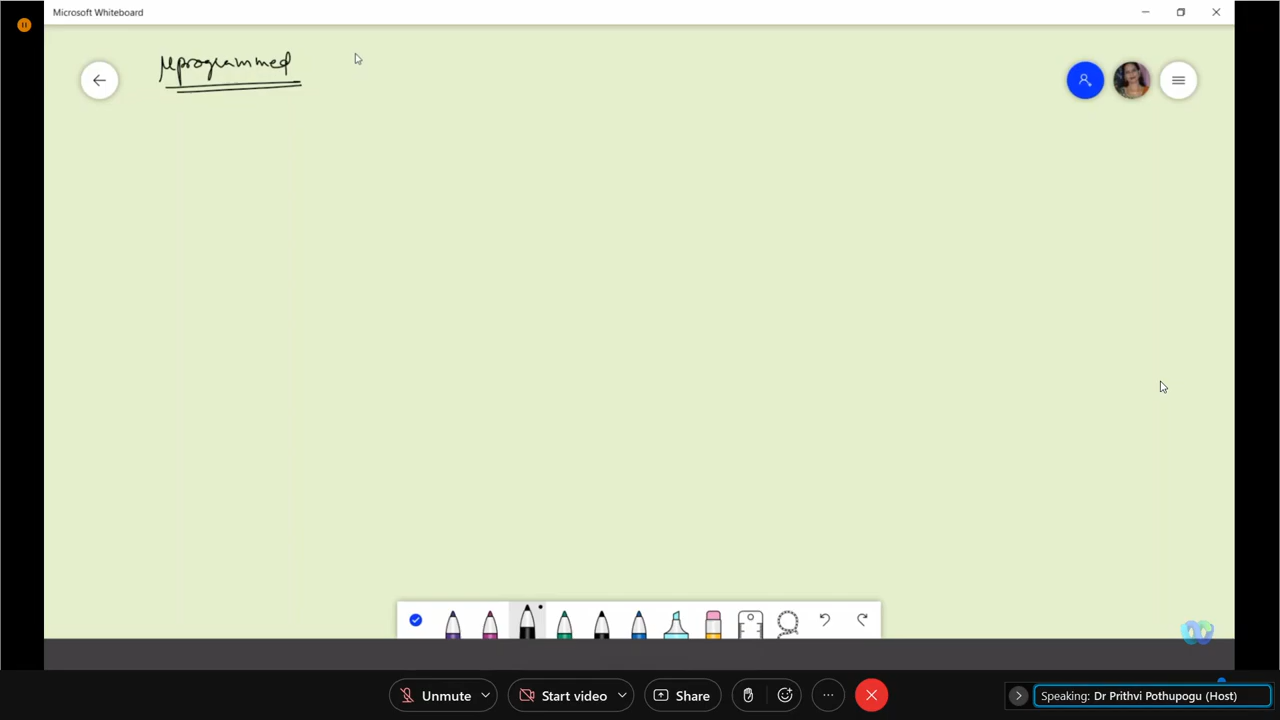 Microsoft Whiteboard
μprogrammed
Unmute
Start video
Share
Speaking: Dr Prithvi Pothupogu (Host)